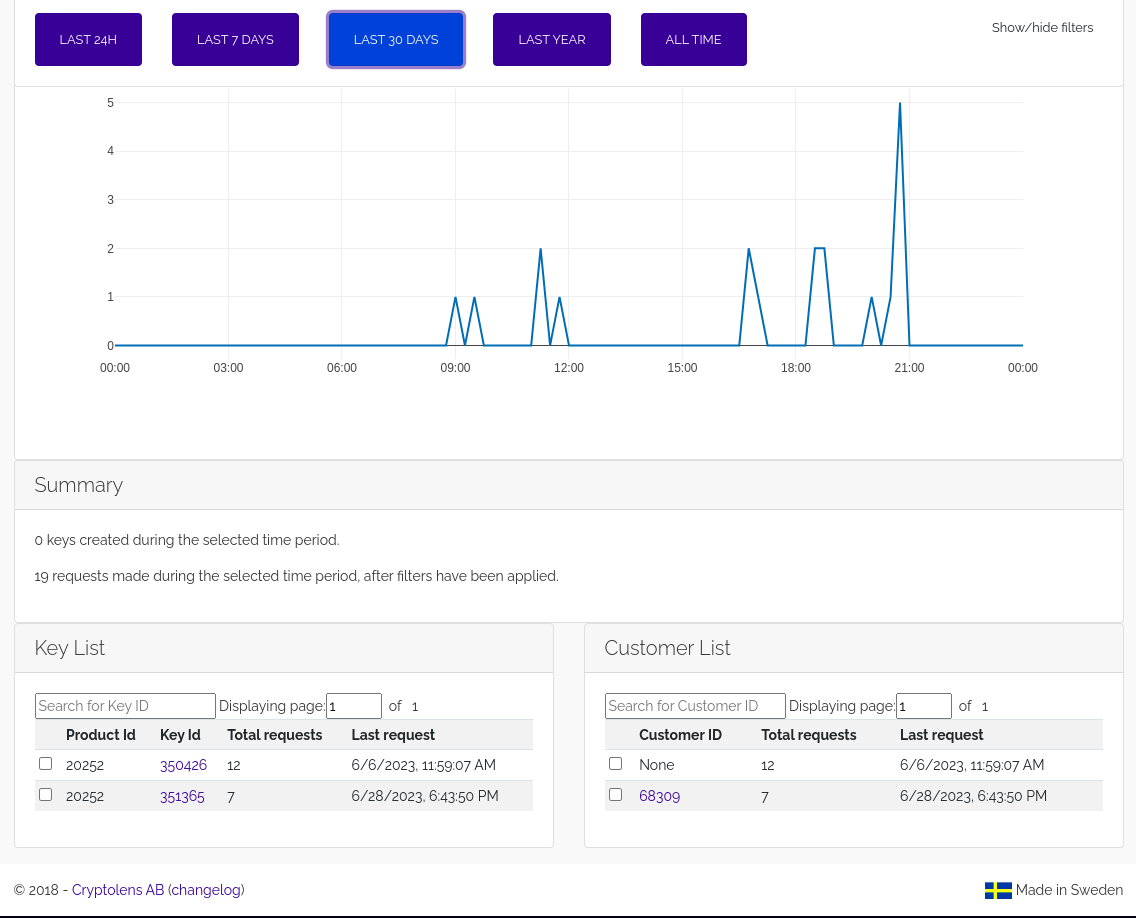 LAST 24H LAST 7 DAYS LAST 30 DAYS LAST YEAR ALL TIME Show/hide filters
5
4
3
2
1
0
00:00 03:00 06:00 09:00 12:00 15:00 18:00 21:00 00:00
Summary
0 keys created during the selected time period.
19 requests made during the selected time period, after filters have been applied.
Key List
Search for Key ID Displaying page: 1 of 1
Product Id Key Id Total requests Last request
20252 350426 12 6/6/2023, 11:59:07 AM
20252 351365 7 6/28/2023, 6:43:50 PM
Customer List
Search for Customer ID Displaying page: 1 of 1
Customer ID Total requests Last request
None 12 6/6/2023, 11:59:07 AM
68309 7 6/28/2023, 6:43:50 PM
© 2018 - Cryptolens AB (changelog) Made in Sweden